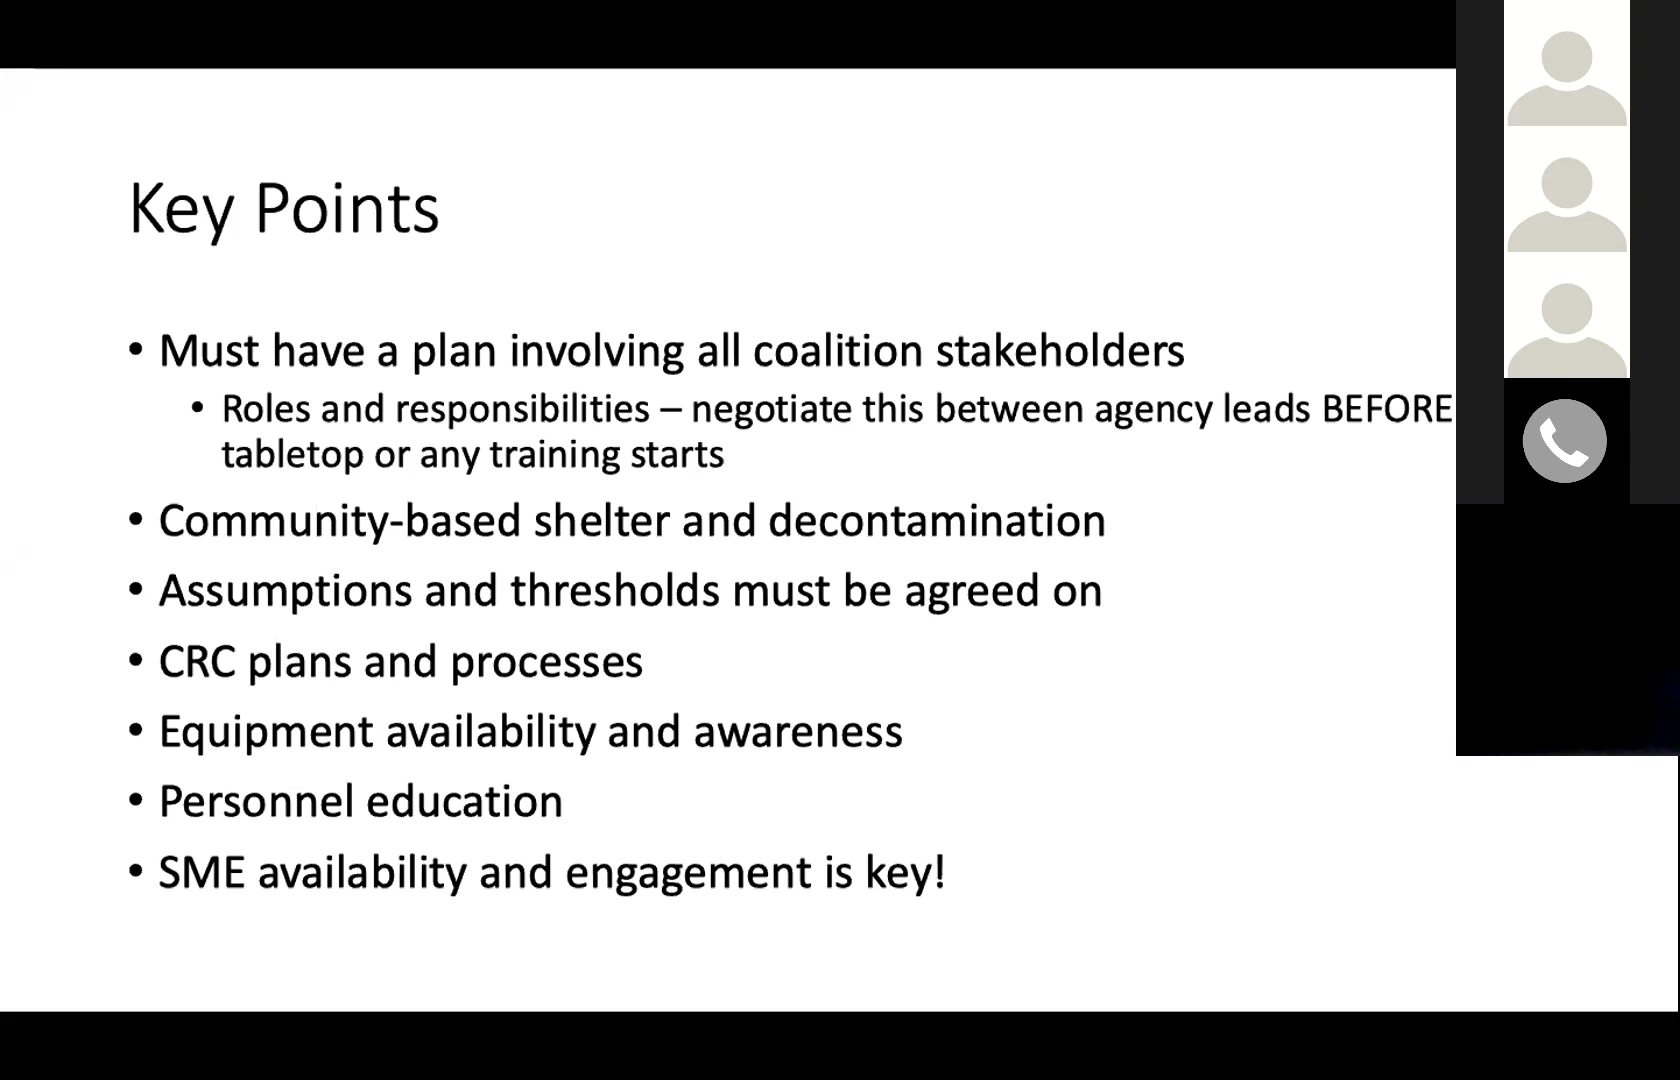 Key Points
• Must have a plan involving all coalition stakeholders
• Roles and responsibilities – negotiate this between agency leads BEFORE
tabletop or any training starts
• Community-based shelter and decontamination
• Assumptions and thresholds must be agreed on
• CRC plans and processes
• Equipment availability and awareness
• Personnel education
• SME availability and engagement is key!